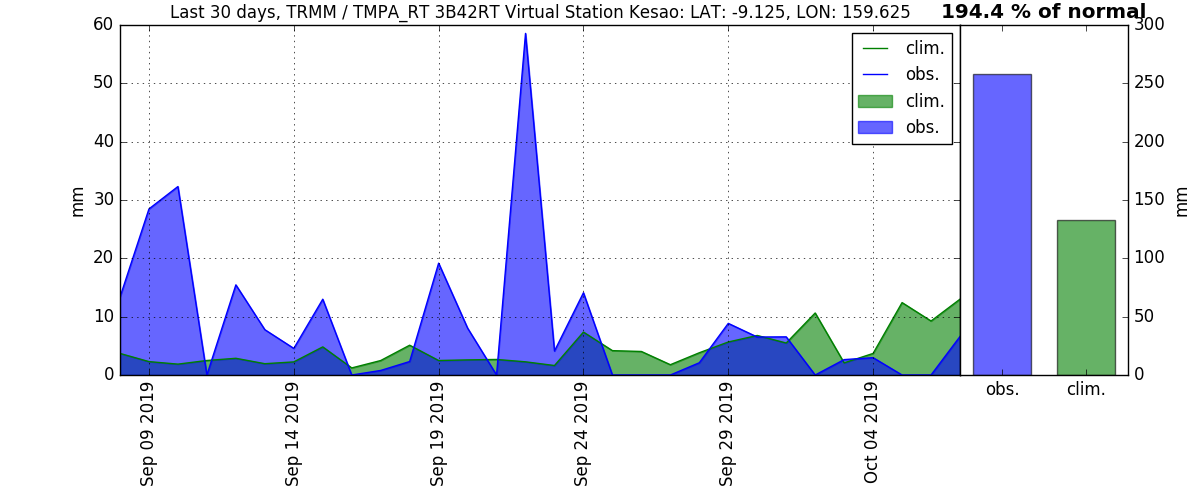 Last 30 days, TRMM / TMPA_RT 3B42RT Virtual Station Kesao: LAT: -9.125, LON: 159.625
194.4 % of normal
60
50
40
30
20
10
0
mm
clim.
obs.
clim.
obs.
300
250
200
150
100
50
0
mm
Sep 09 2019
Sep 14 2019
Sep 19 2019
Sep 24 2019
Sep 29 2019
Oct 04 2019
obs.
clim.